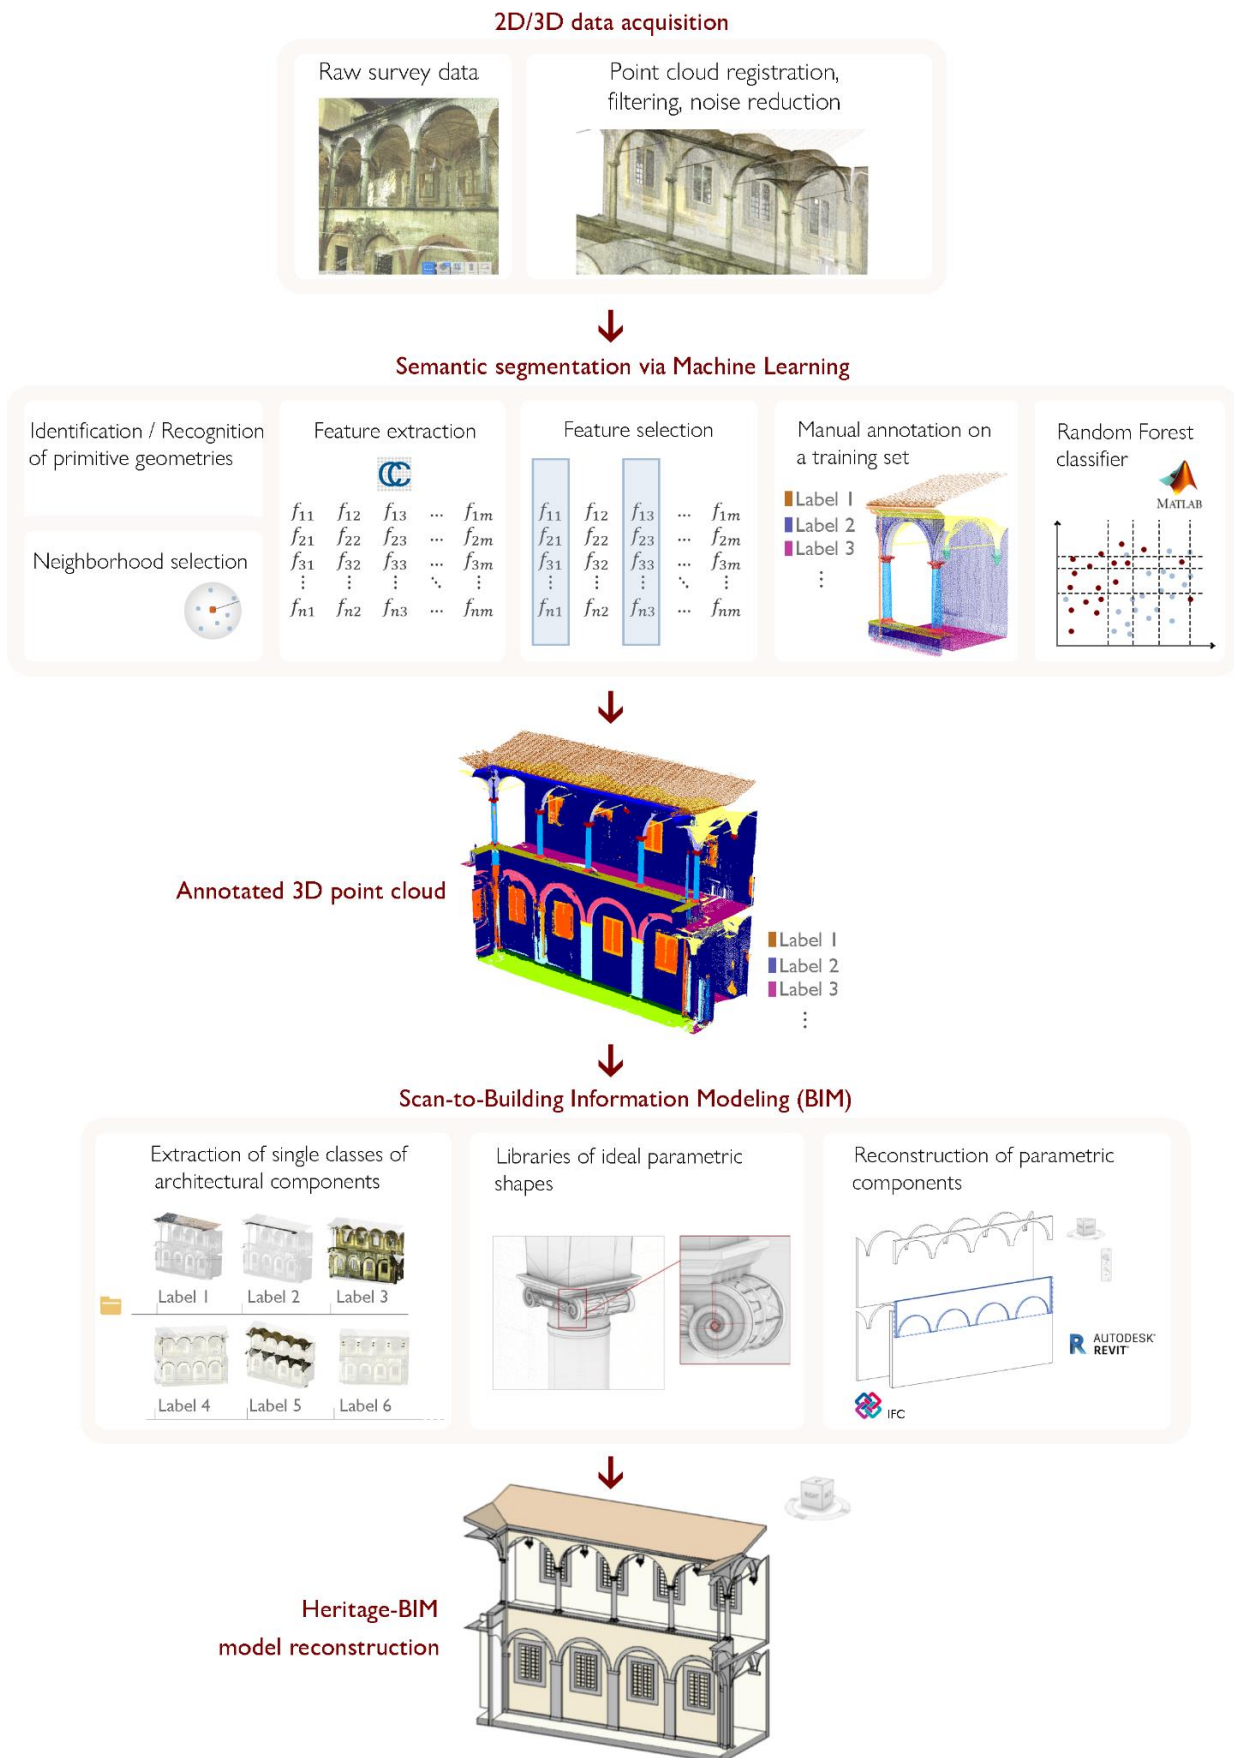 2D/3D data acquisition
Raw survey data
Point cloud registration,
filtering, noise reduction
Semantic segmentation via Machine Learning
Identification / Recognition
of primitive geometries
Neighborhood selection
Feature extraction
f11 f12 f13 ... f1m
f21 f22 f23 ... f2m
f31 f32 f33 ... f3m
⋮ ⋮ ⋮ ⋱ ⋮
fn1 fn2 fn3 ... fnm
Feature selection
f11 f12 f13 ... f1m
f21 f22 f23 ... f2m
f31 f32 f33 ... f3m
⋮ ⋮ ⋮ ⋱ ⋮
fn1 fn2 fn3 ... fnm
Manual annotation on
a training set
Label 1
Label 2
Label 3
⋮
Random Forest
classifier
MATLAB
Annotated 3D point cloud
Label 1
Label 2
Label 3
⋮
Scan-to-Building Information Modeling (BIM)
Extraction of single classes of
architectural components
Label 1 Label 2 Label 3
Label 4 Label 5 Label 6
Libraries of ideal parametric
shapes
Reconstruction of parametric
components
R AUTODESK®
REVIT®
IFC
Heritage-BIM
model reconstruction